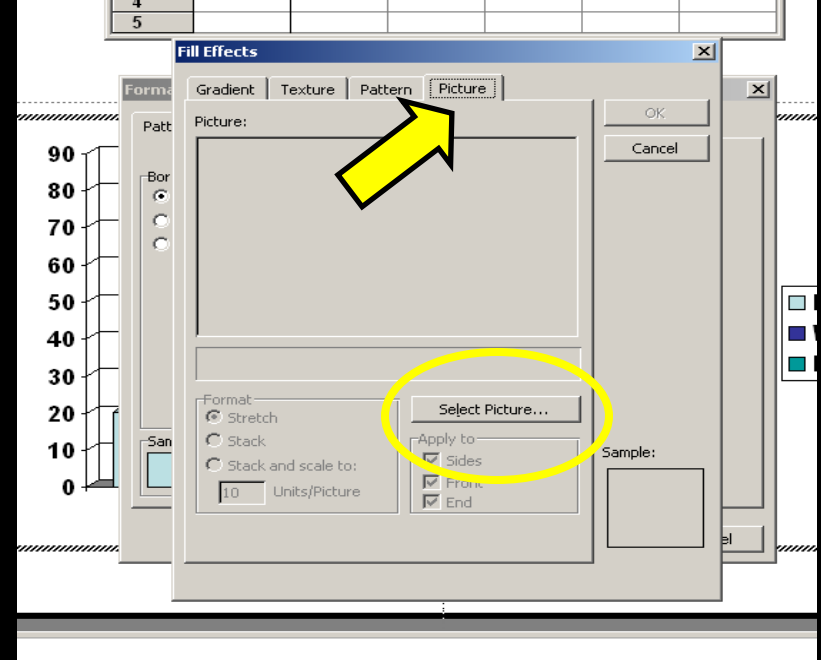 4
5
Fill Effects
Forma
Gradient Texture Pattern Picture
Patt
Picture:
OK
Cancel
Bor
90
80
70
60
50
40
30
20
10
0
Format
Stretch
Stack
Stack and scale to:
10 Units/Picture
Select Picture...
Apply to
Sides
Front
End
Sample:
San
el